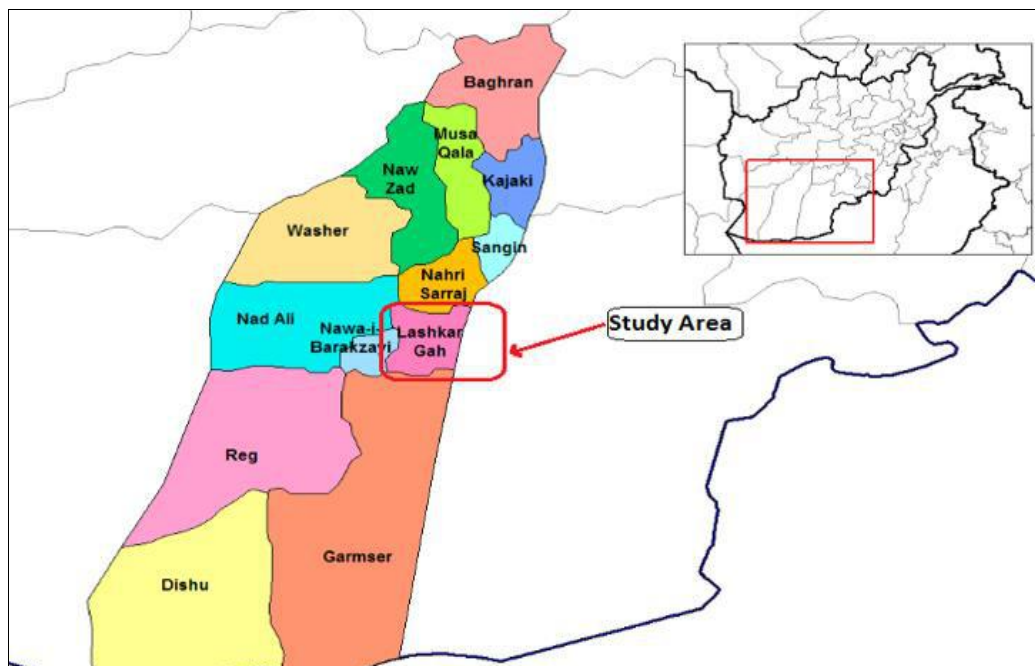 Baghran
Musa
Qala
Naw
Zad
Kajaki
Washer
Sangin
Nahri
Sarraj
Nad Ali
Nawa-i-
Barakzayi
Lashkar
Gah
Study Area
Reg
Garmser
Dishu